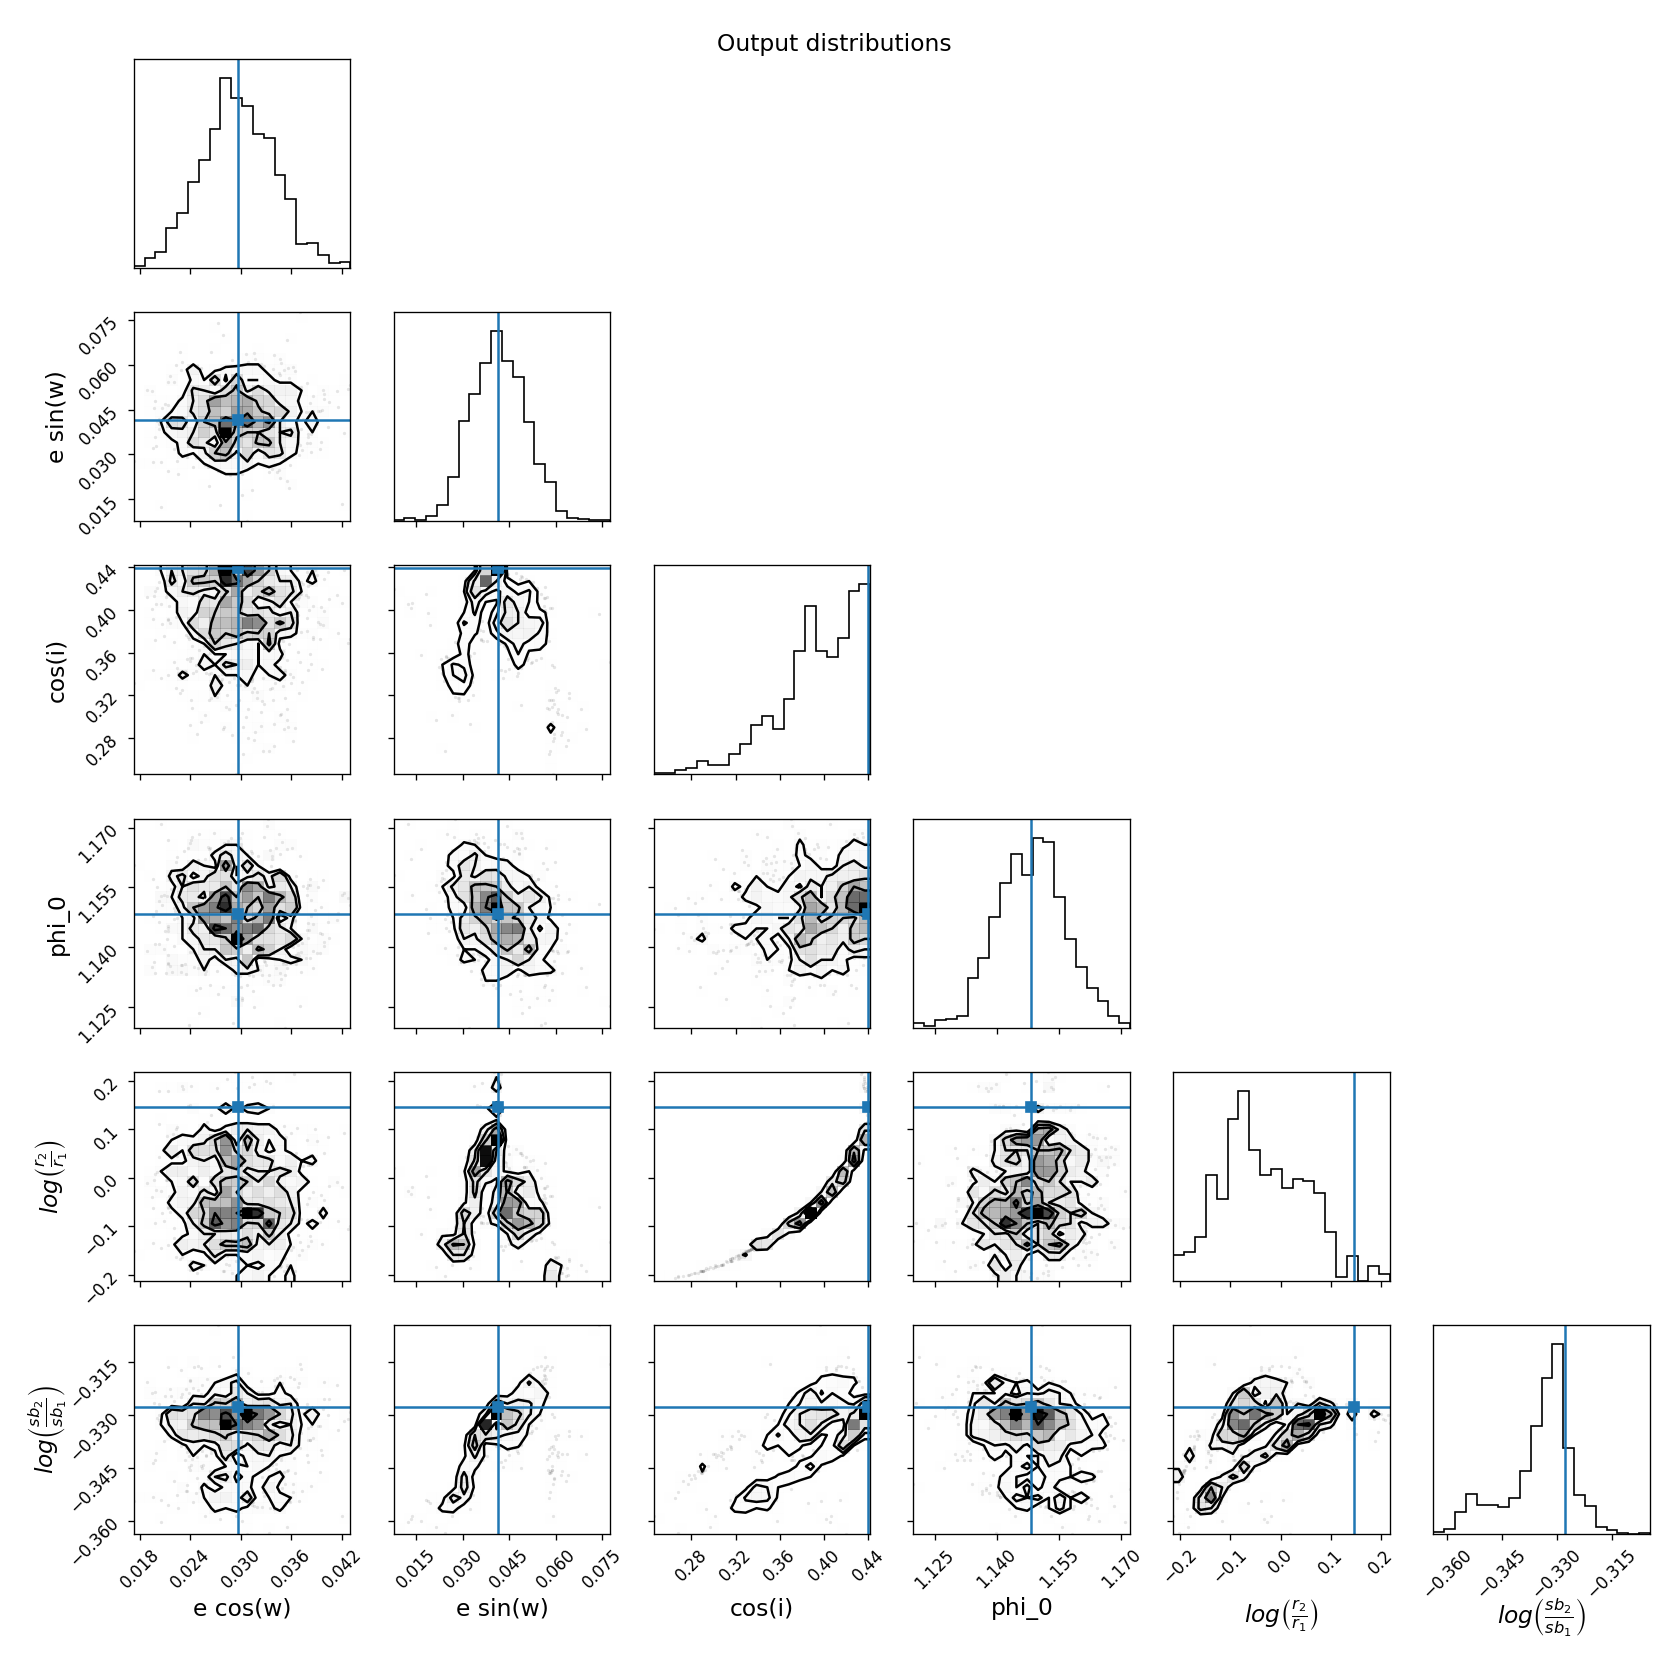 Output distributions
e sin(w)
0.075
0.060
0.045
0.030
0.015
cos(i)
0.44
0.40
0.36
0.32
0.28
phi_0
1.170
1.155
1.140
1.125
log(r2/r1)
0.2
0.1
0.0
−0.1
−0.2
log(sb2/sb1)
−0.315
−0.330
−0.345
−0.360
0.018 0.024 0.030 0.036 0.042
0.015 0.030 0.045 0.060 0.075
0.28 0.32 0.36 0.40 0.44
1.125 1.140 1.155 1.170
−0.2 −0.1 0.0 0.1 0.2
−0.360 −0.345 −0.330 −0.315
e cos(w)
e sin(w)
cos(i)
phi_0
log(r2/r1)
log(sb2/sb1)